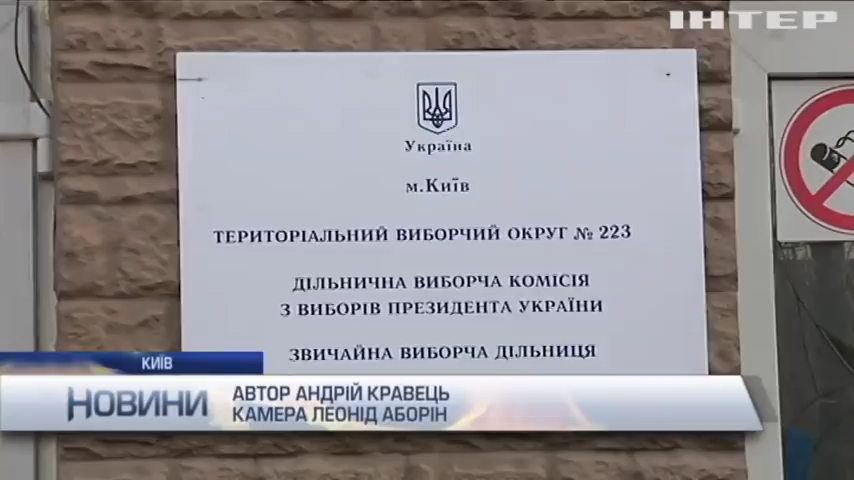 ІНТЕР
Україна
м.Київ
ТЕРИТОРІАЛЬНИЙ ВИБОРЧИЙ ОКРУГ № 223
ДІЛЬНИЧНА ВИБОРЧА КОМІСІЯ
З ВИБОРІВ ПРЕЗИДЕНТА УКРАЇНИ
ЗВИЧАЙНА ВИБОРЧА ДІЛЬНИЦЯ
КИЇВ
НОВИНИ
АВТОР АНДРІЙ КРАВЕЦЬ
КАМЕРА ЛЕОНІД АБОРІН